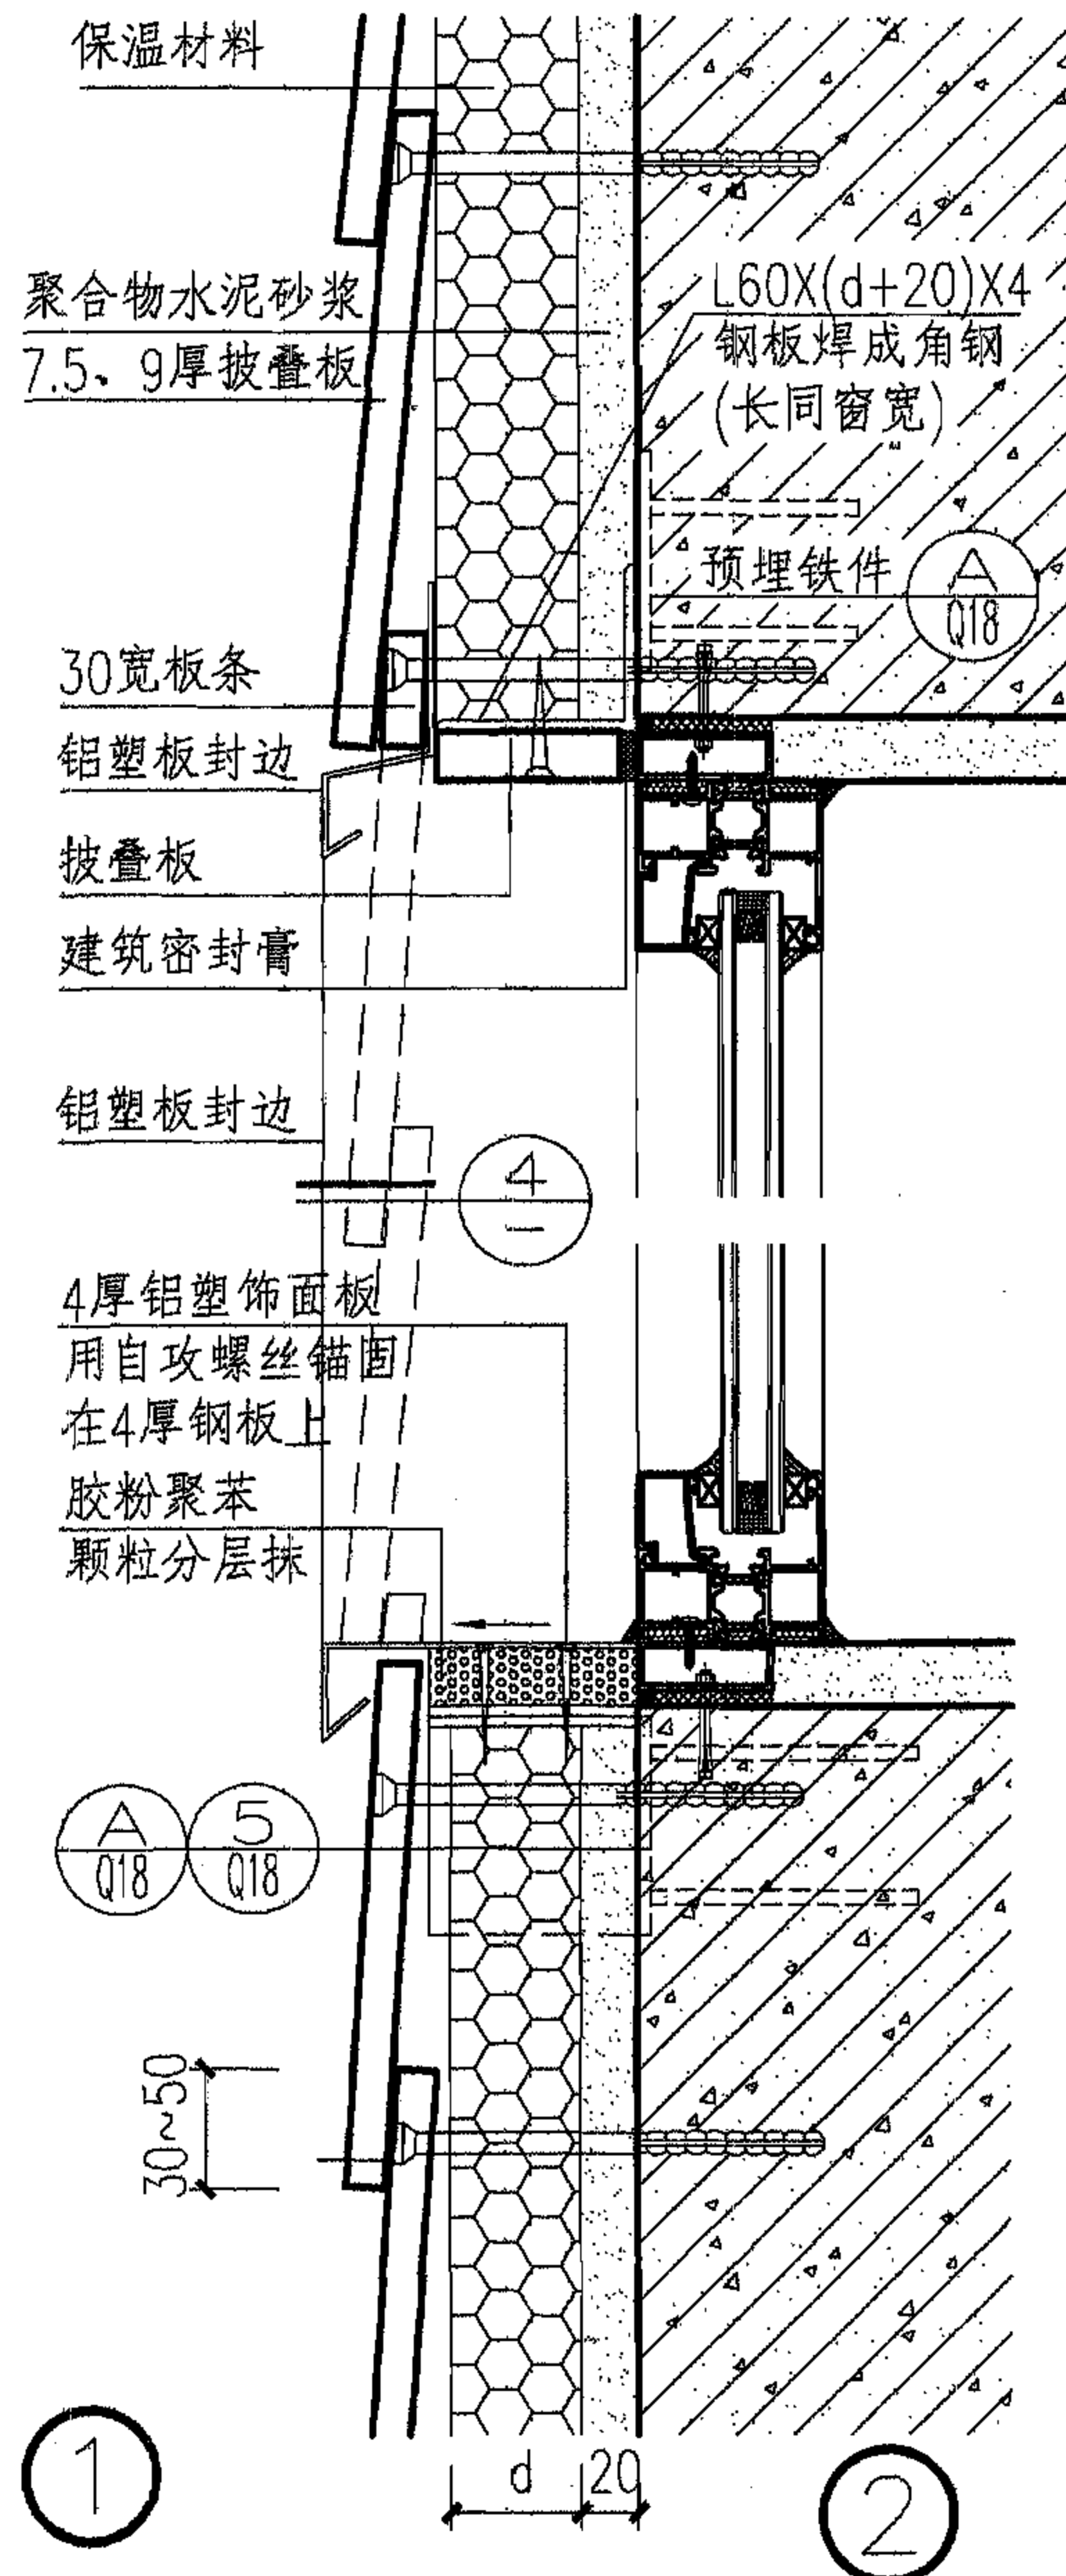 保温材料
聚合物水泥砂浆
7.5、9厚披叠板
L60X(d+20)X4
钢板焊成角钢
(长同窗宽)
预埋铁件
A
Q18
30宽板条
铝塑板封边
披叠板
建筑密封膏
铝塑板封边
4
—
4厚铝塑饰面板
用自攻螺丝锚固
在4厚钢板上
胶粉聚苯
颗粒分层抹
A
Q18
5
Q18
30~50
d
20
1
2